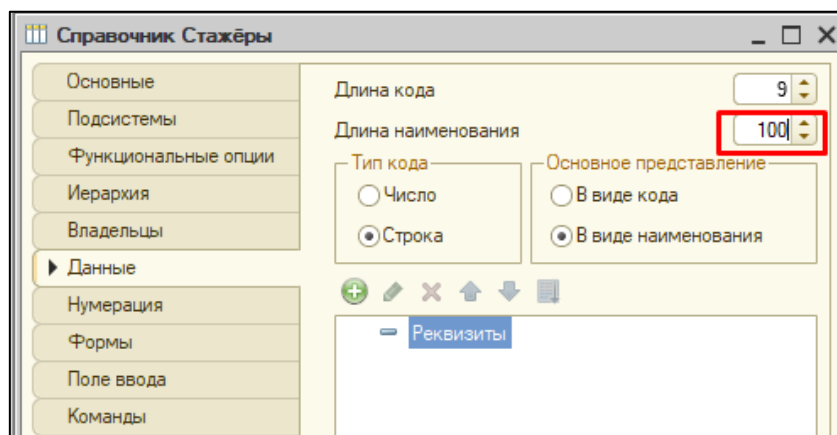 Справочник Стажёры
Основные
Подсистемы
Функциональные опции
Иерархия
Владельцы
Данные
Нумерация
Формы
Поле ввода
Команды
Длина кода 9
Длина наименования 100
Тип кода
Число
Строка
Основное представление
В виде кода
В виде наименования
Реквизиты